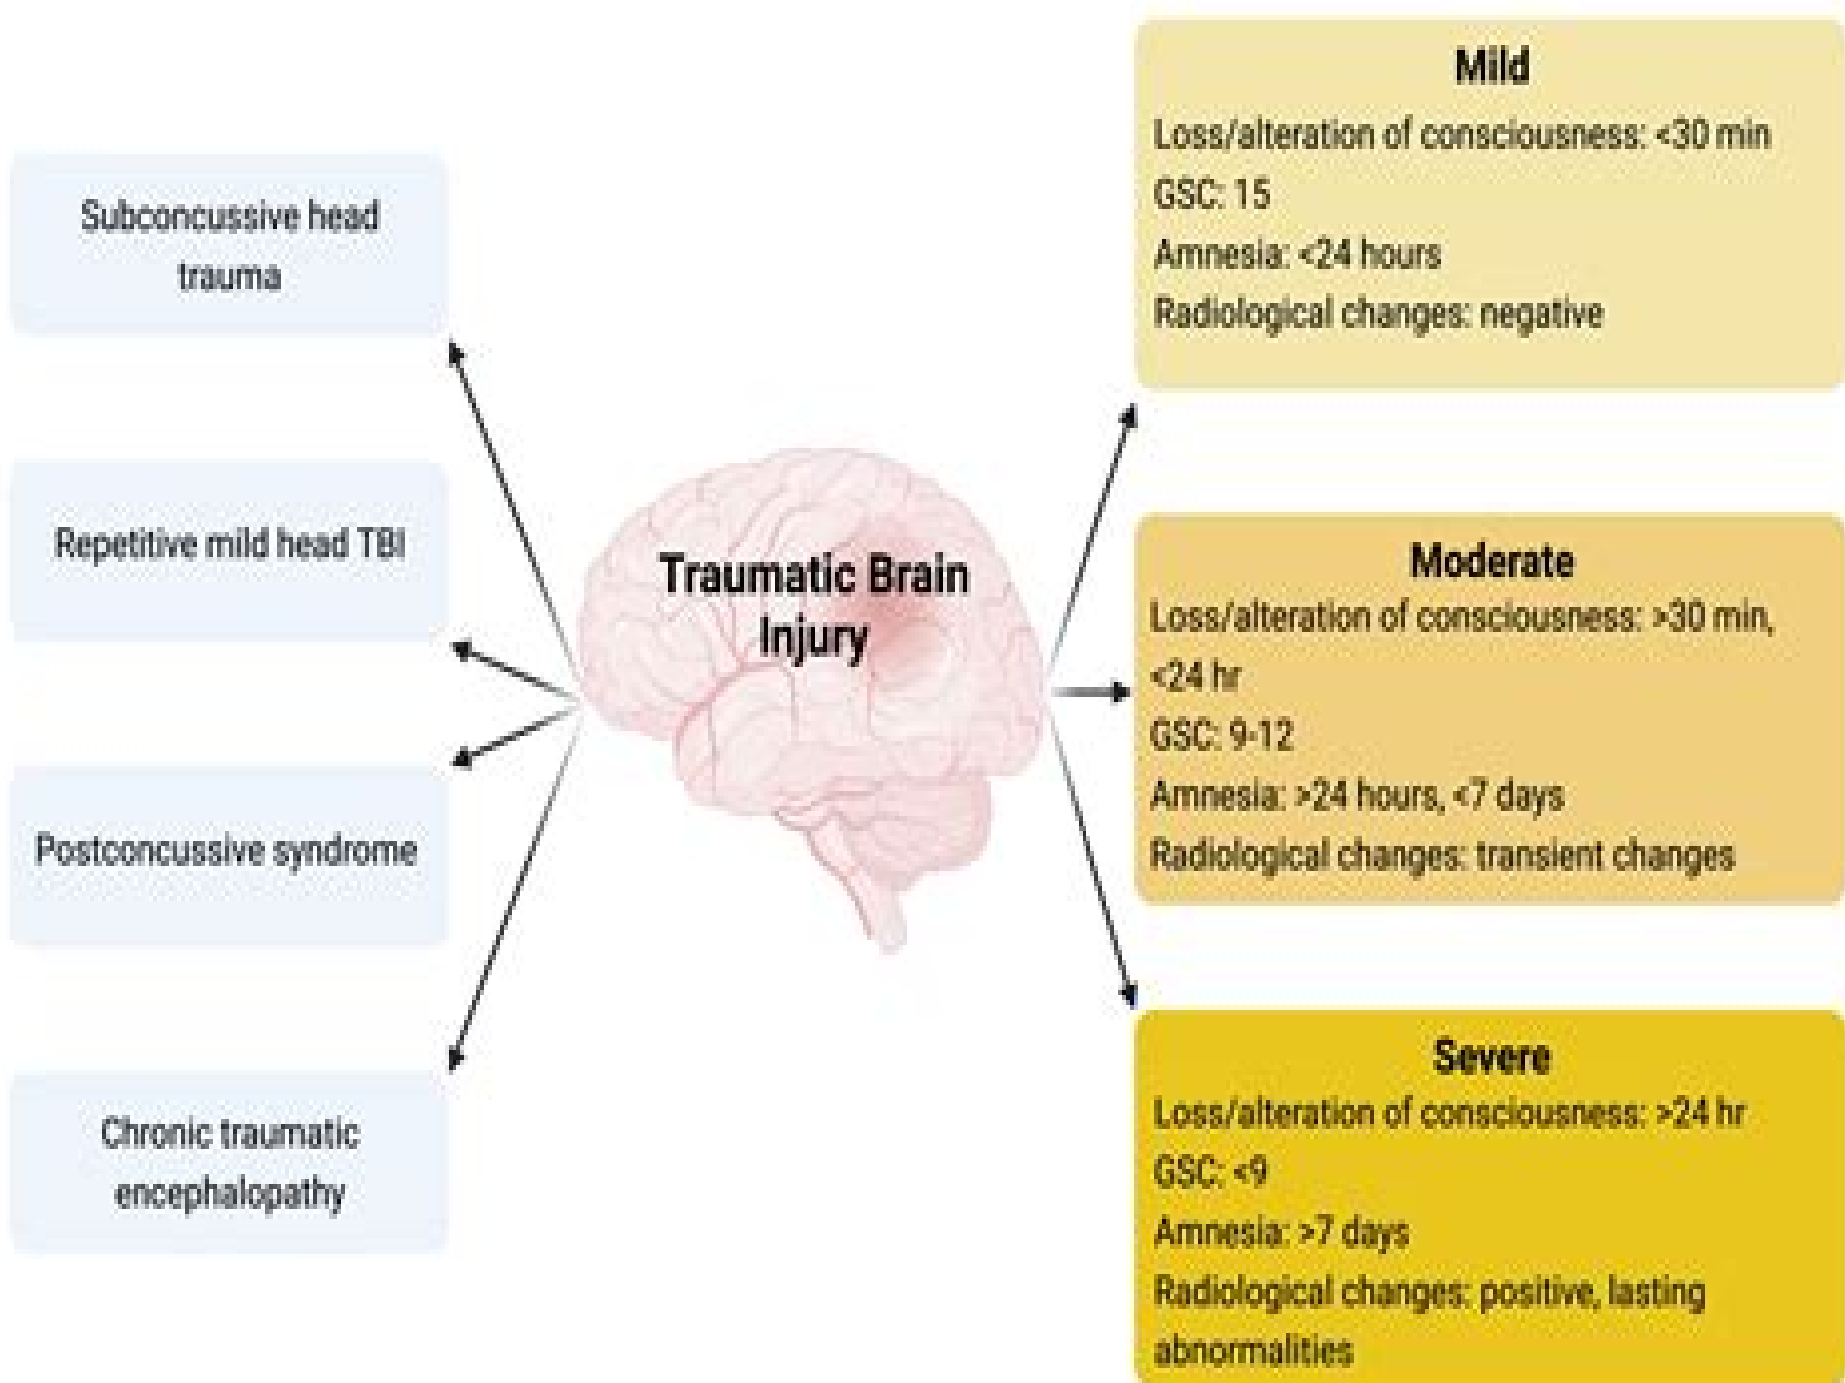 Subconcussive head
trauma
Repetitive mild head TBI
Postconcussive syndrome
Chronic traumatic
encephalopathy
Traumatic Brain
Injury
Mild
Loss/alteration of consciousness: <30 min
GSC: 15
Amnesia: <24 hours
Radiological changes: negative
Moderate
Loss/alteration of consciousness: >30 min,
<24 hr
GSC: 9-12
Amnesia: >24 hours, <7 days
Radiological changes: transient changes
Severe
Loss/alteration of consciousness: >24 hr
GSC: <9
Amnesia: >7 days
Radiological changes: positive, lasting
abnormalities